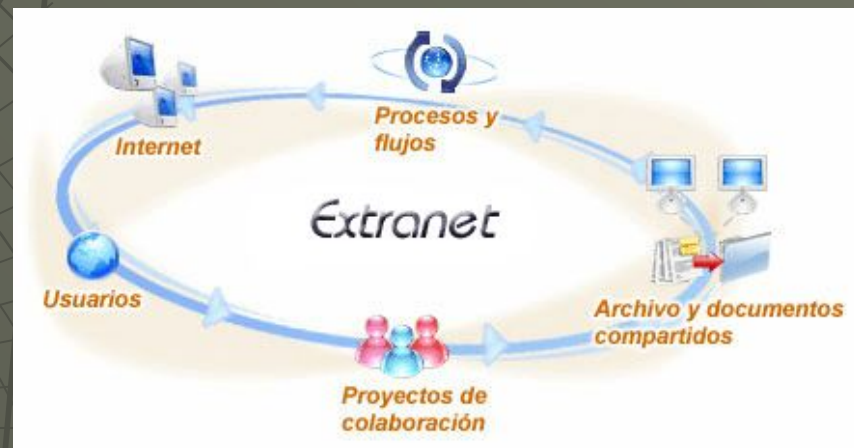 Procesos y
flujos
Internet
Extranet
Usuarios
Archivo y documentos
compartidos
Proyectos de
colaboración